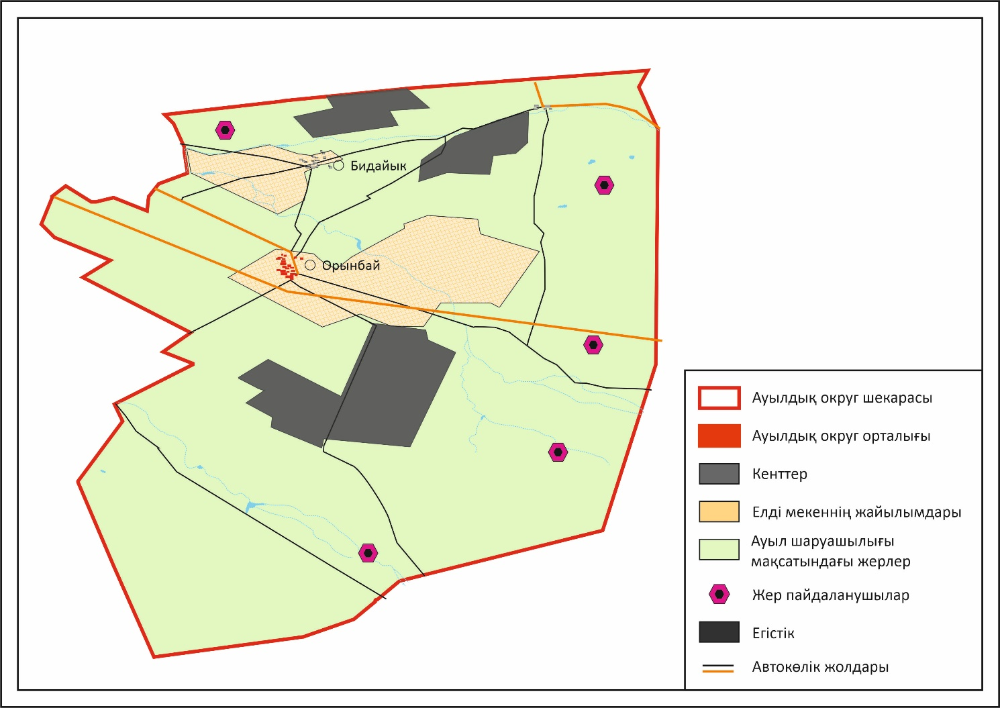 Бидайык
Орынбай
Ауылдық округ шекарасы
Ауылдық округ орталығы
Кенттер
Елді мекеннің жайылымдары
Ауыл шаруашылығы
мақсатындағы жерлер
Жер пайдаланушылар
Егістік
Автокөлік жолдары